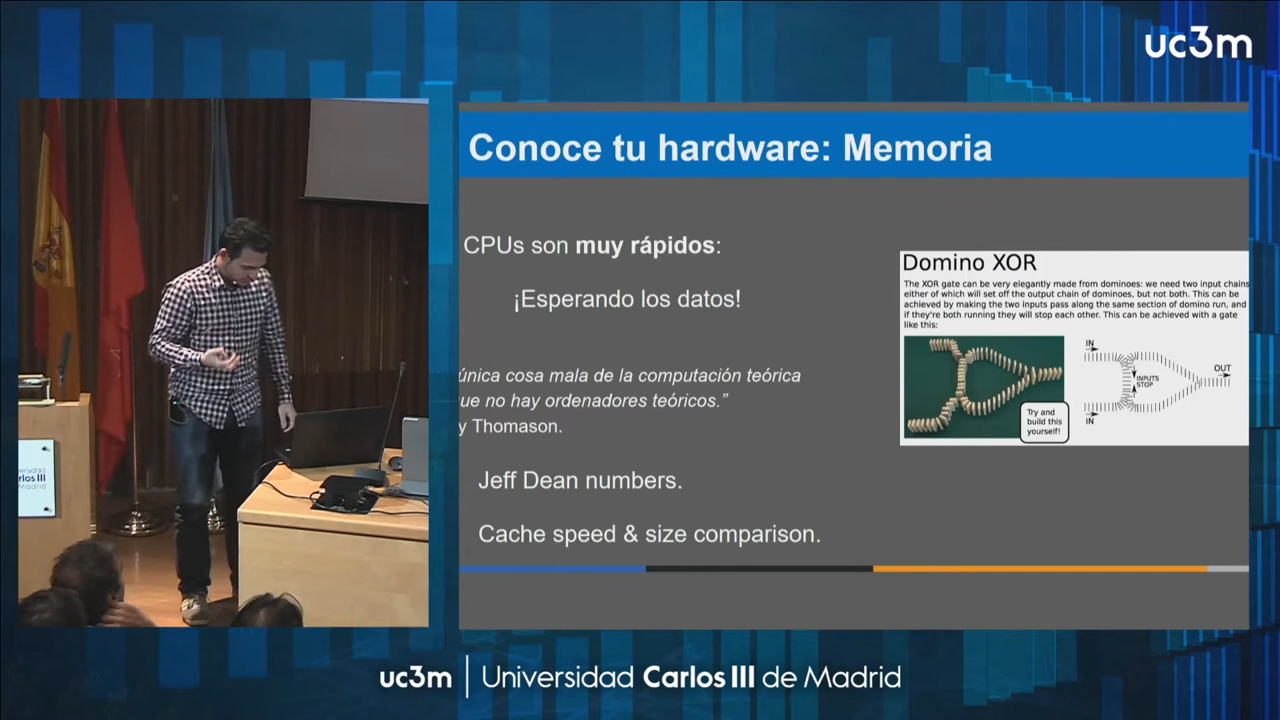 uc3m
Conoce tu hardware: Memoria
CPUs son muy rápidos:
¡Esperando los datos!
única cosa mala de la computación teórica
ue no hay ordenadores teóricos.”
y Thomason.
Jeff Dean numbers.
Cache speed & size comparison.
Domino XOR
The XOR gate can be very elegantly made from dominoes: we need two input chains
either of which will set off the output chain of dominoes, but not both. This can be
achieved by making the two inputs pass along the same section of domino run, and
if they're both running they will stop each other. This can be achieved with a gate
like this:
IN
INPUTS
STOP
OUT
IN
Try and
build this
yourself!
rlos III
Madrid
uc3m | Universidad Carlos III de Madrid